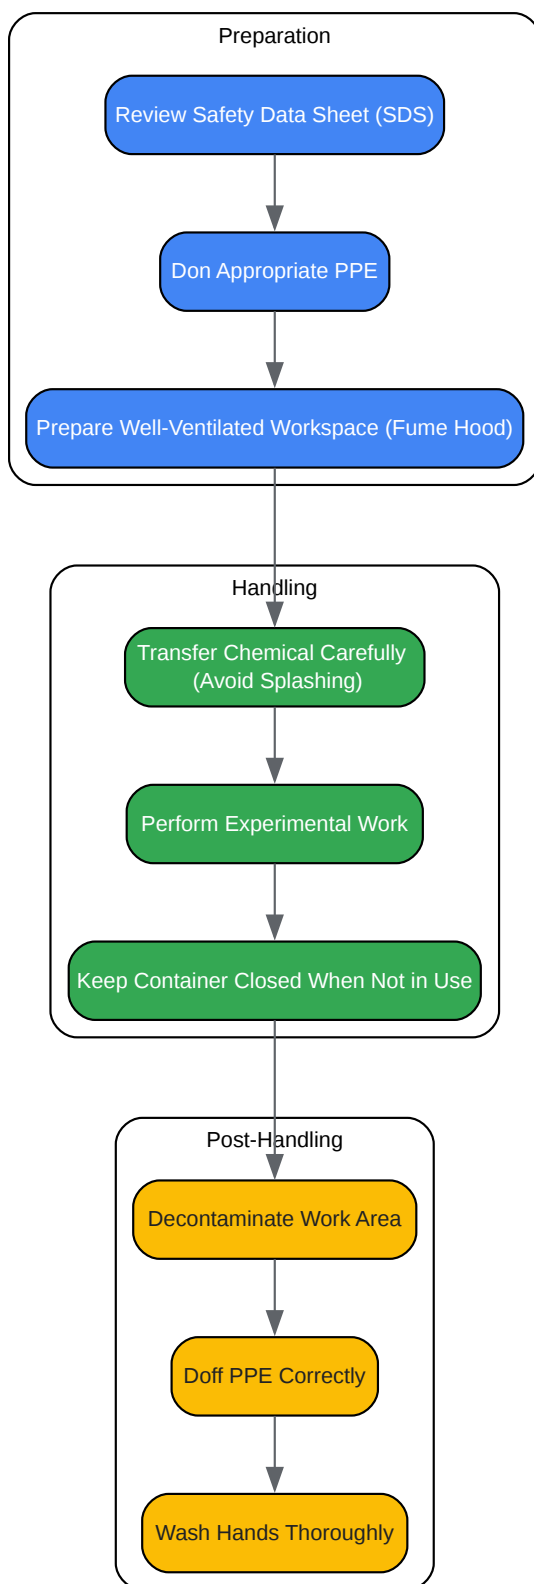 Preparation
Review Safety Data Sheet (SDS)
Don Appropriate PPE
Prepare Well-Ventilated Workspace (Fume Hood)
Handling
Transfer Chemical Carefully
(Avoid Splashing)
Perform Experimental Work
Keep Container Closed When Not in Use
Post-Handling
Decontaminate Work Area
Doff PPE Correctly
Wash Hands Thoroughly